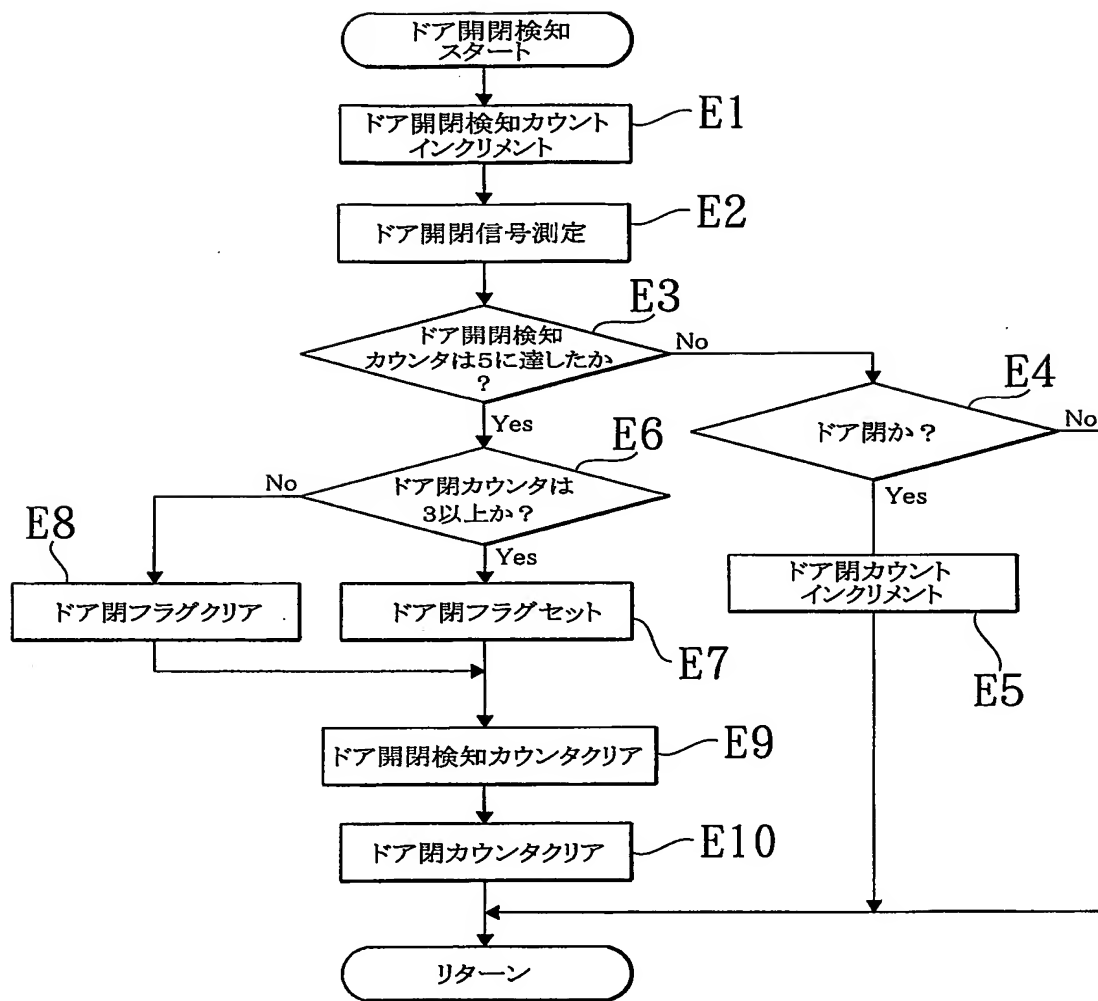 ドア開閉検知
スタート
ドア開閉検知カウント
インクリメント
E1
ドア開閉信号測定
E2
ドア開閉検知
カウンタは5に達したか
?
E3
No
Yes
ドア閉か?
E4
No
Yes
ドア閉カウンタは
3以上か?
E6
No
Yes
E8
ドア閉フラグクリア
ドア閉フラグセット
E7
ドア閉カウント
インクリメント
E5
ドア開閉検知カウンタクリア
E9
ドア閉カウンタクリア
E10
リターン